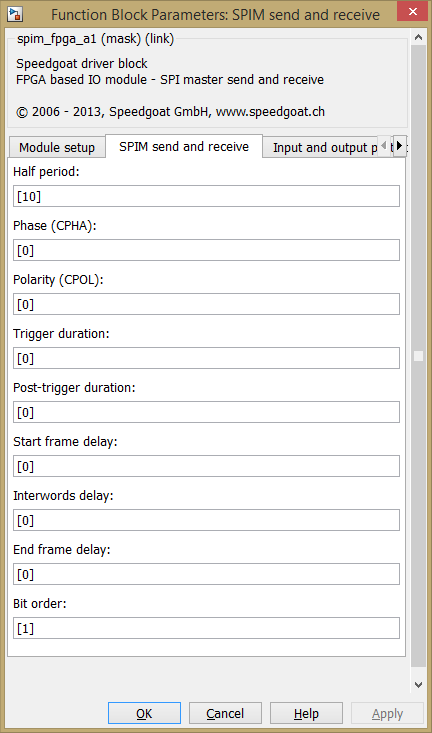 Function Block Parameters: SPIM send and receive
spim_fpga_a1 (mask) (link)
Speedgoat driver block
FPGA based IO module - SPI master send and receive
© 2006 - 2013, Speedgoat GmbH, www.speedgoat.ch
Module setup SPIM send and receive Input and output
Half period:
[10]
Phase (CPHA):
[0]
Polarity (CPOL):
[0]
Trigger duration:
[0]
Post-trigger duration:
[0]
Start frame delay:
[0]
Interwords delay:
[0]
End frame delay:
[0]
Bit order:
[1]
OK Cancel Help Apply